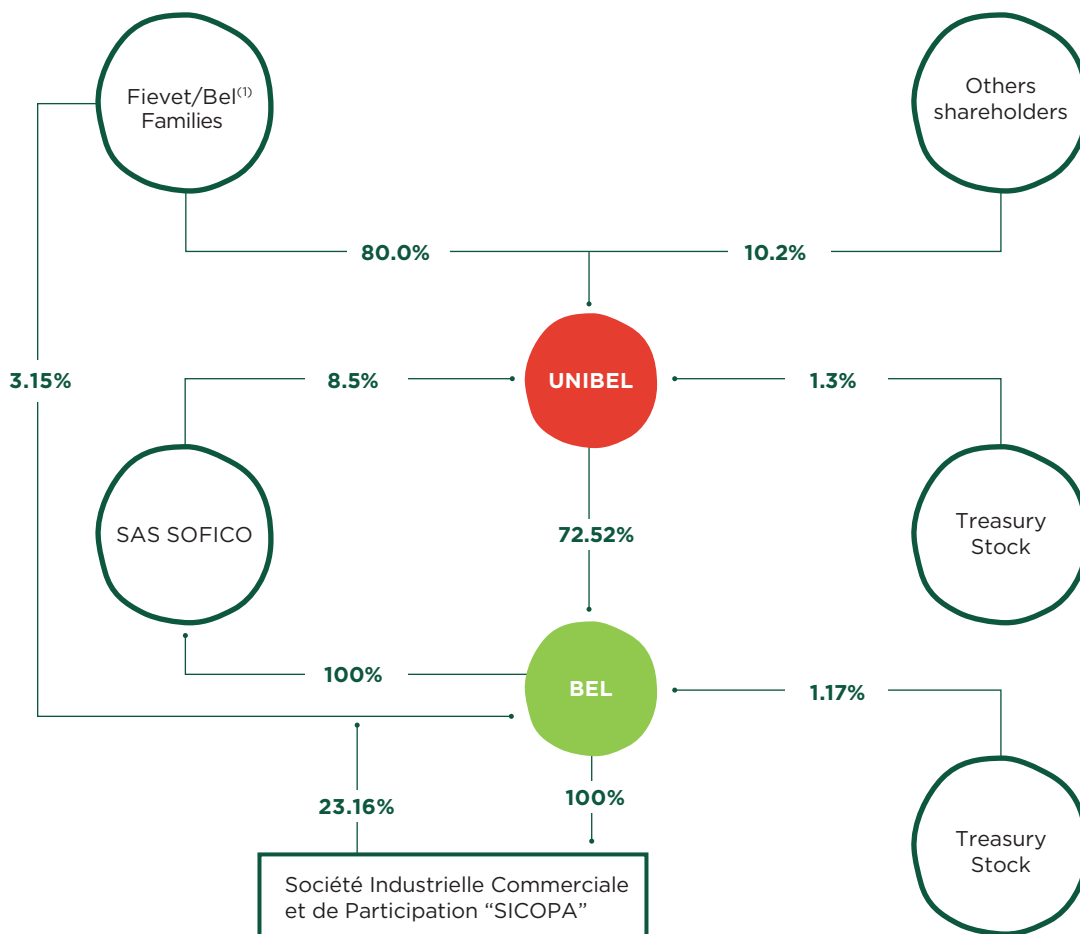 Fievet/Bel(1)
Families
Others
shareholders
80.0%
10.2%
3.15%
8.5%
UNIBEL
1.3%
SAS SOFICO
72.52%
Treasury
Stock
100%
BEL
1.17%
23.16%
100%
Treasury
Stock
Société Industrielle Commerciale
et de Participation “SICOPA”